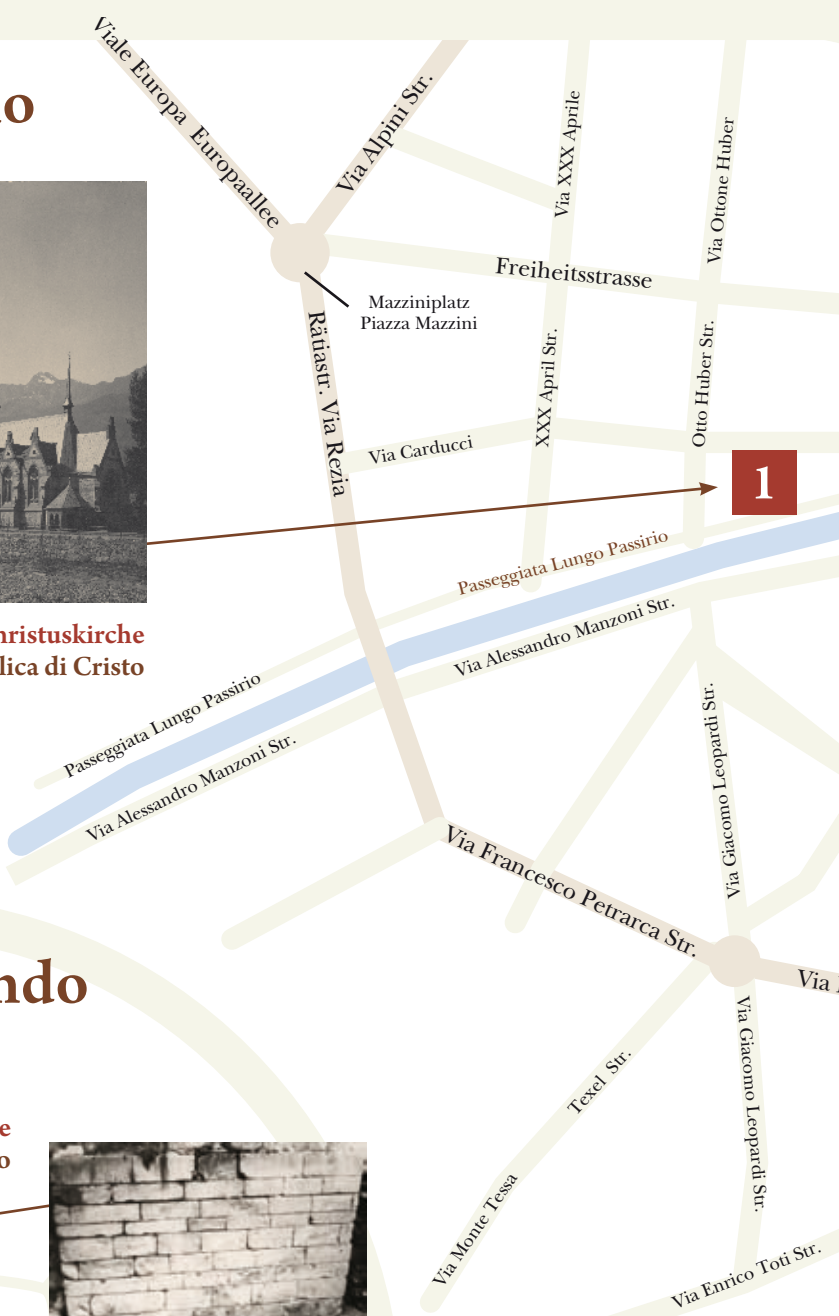 Viale Europa Europaallee
Via Alpini Str.
Via XXX Aprile
Via Ottone Huber
Freiheitsstrasse
Mazziniplatz
Piazza Mazzini
Rätiastr. Via Rezia
XXX April Str.
Otto Huber Str.
Via Carducci
1
Passeggiata Lungo Passirio
Via Alessandro Manzoni Str.
hristuskirche
lica di Cristo
Passeggiata Lungo Passirio
Via Alessandro Manzoni Str.
Via Giacomo Leopardi Str.
Via Francesco Petrarca Str.
ndo
Via
Via Giacomo Leopardi Str.
Texel Str.
Via Monte Tessa
Via Enrico Toti Str.